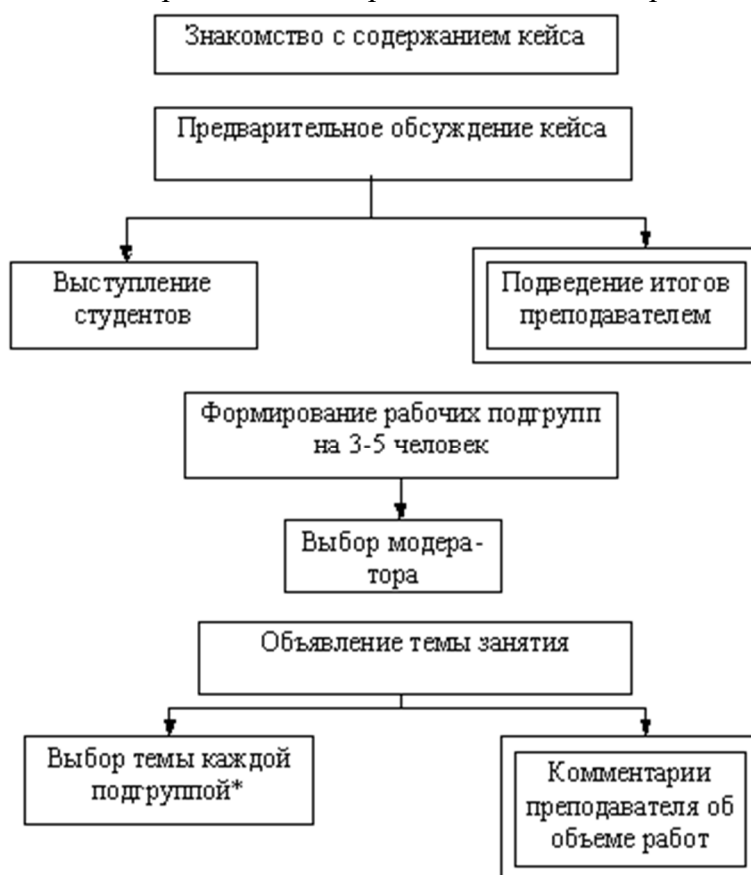 Знакомство с содержанием кейса
Предварительное обсуждение кейса
Выступление
студентов
Подведение итогов
преподавателем
Формирование рабочих подгрупп
на 3-5 человек
Выбор модера-
тора
Объявление темы занятия
Выбор темы каждой
подгруппой*
Комментарии
преподавателя об
объеме работ